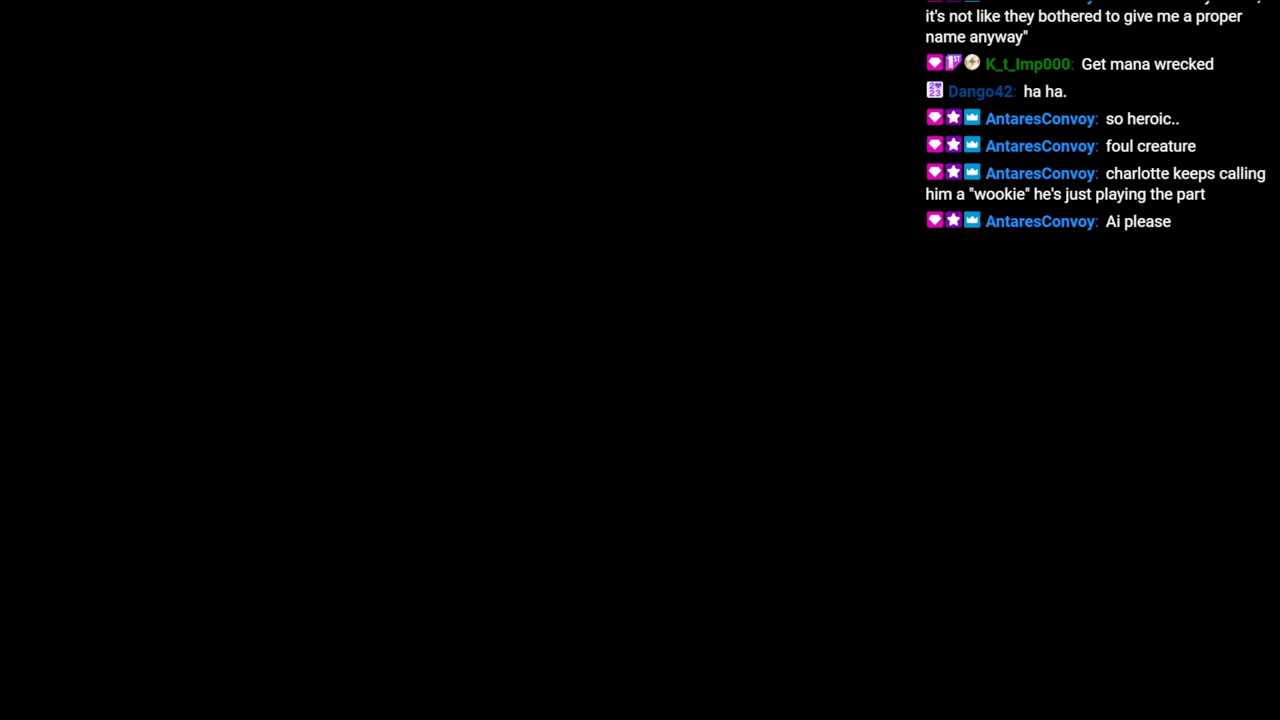 it's not like they bothered to give me a proper
name anyway"
K_t_Imp000: Get mana wrecked
Dango42: ha ha.
AntaresConvoy: so heroic..
AntaresConvoy: foul creature
AntaresConvoy: charlotte keeps calling
him a "wookie" he's just playing the part
AntaresConvoy: Ai please